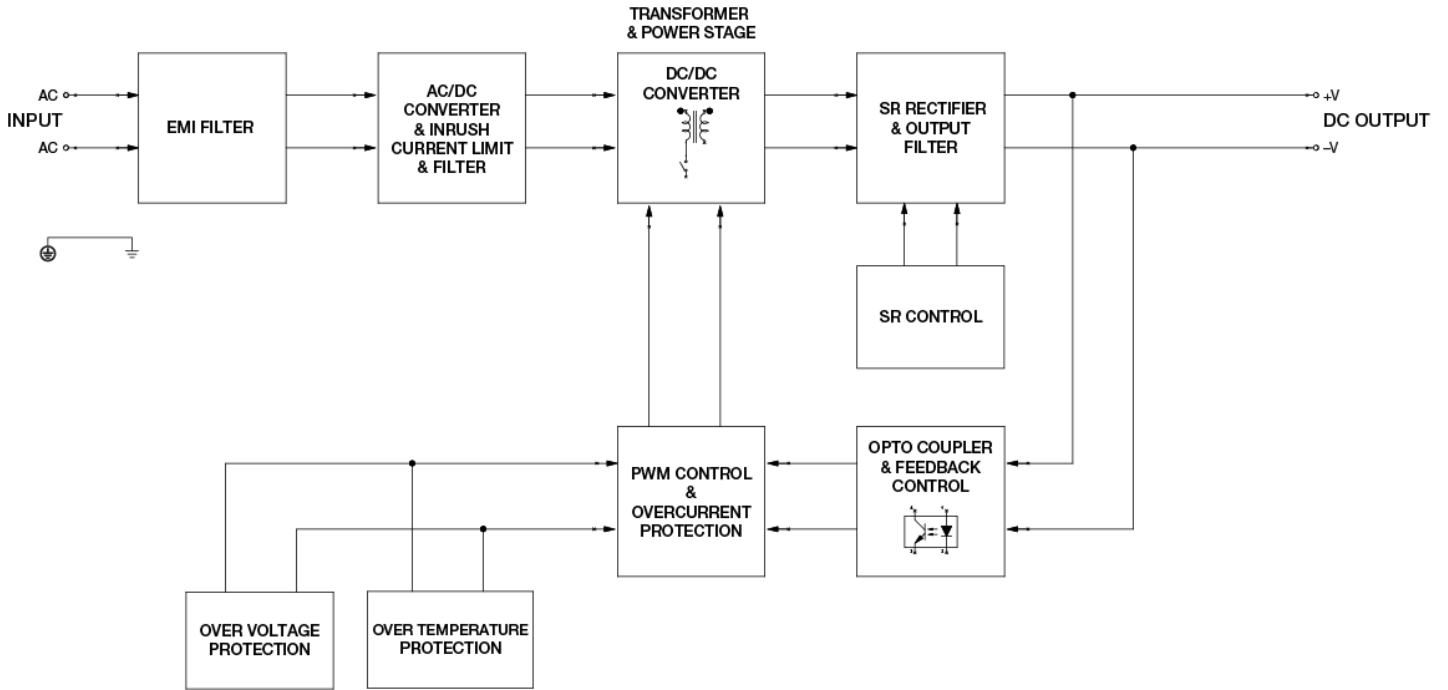 TRANSFORMER
& POWER STAGE
AC
INPUT
AC
EMI FILTER
AC/DC
CONVERTER
& INRUSH
CURRENT LIMIT
& FILTER
DC/DC
CONVERTER
SR RECTIFIER
& OUTPUT
FILTER
+V
DC OUTPUT
–V
SR CONTROL
PWM CONTROL
&
OVERCURRENT
PROTECTION
OPTO COUPLER
& FEEDBACK
CONTROL
OVER VOLTAGE
PROTECTION
OVER TEMPERATURE
PROTECTION